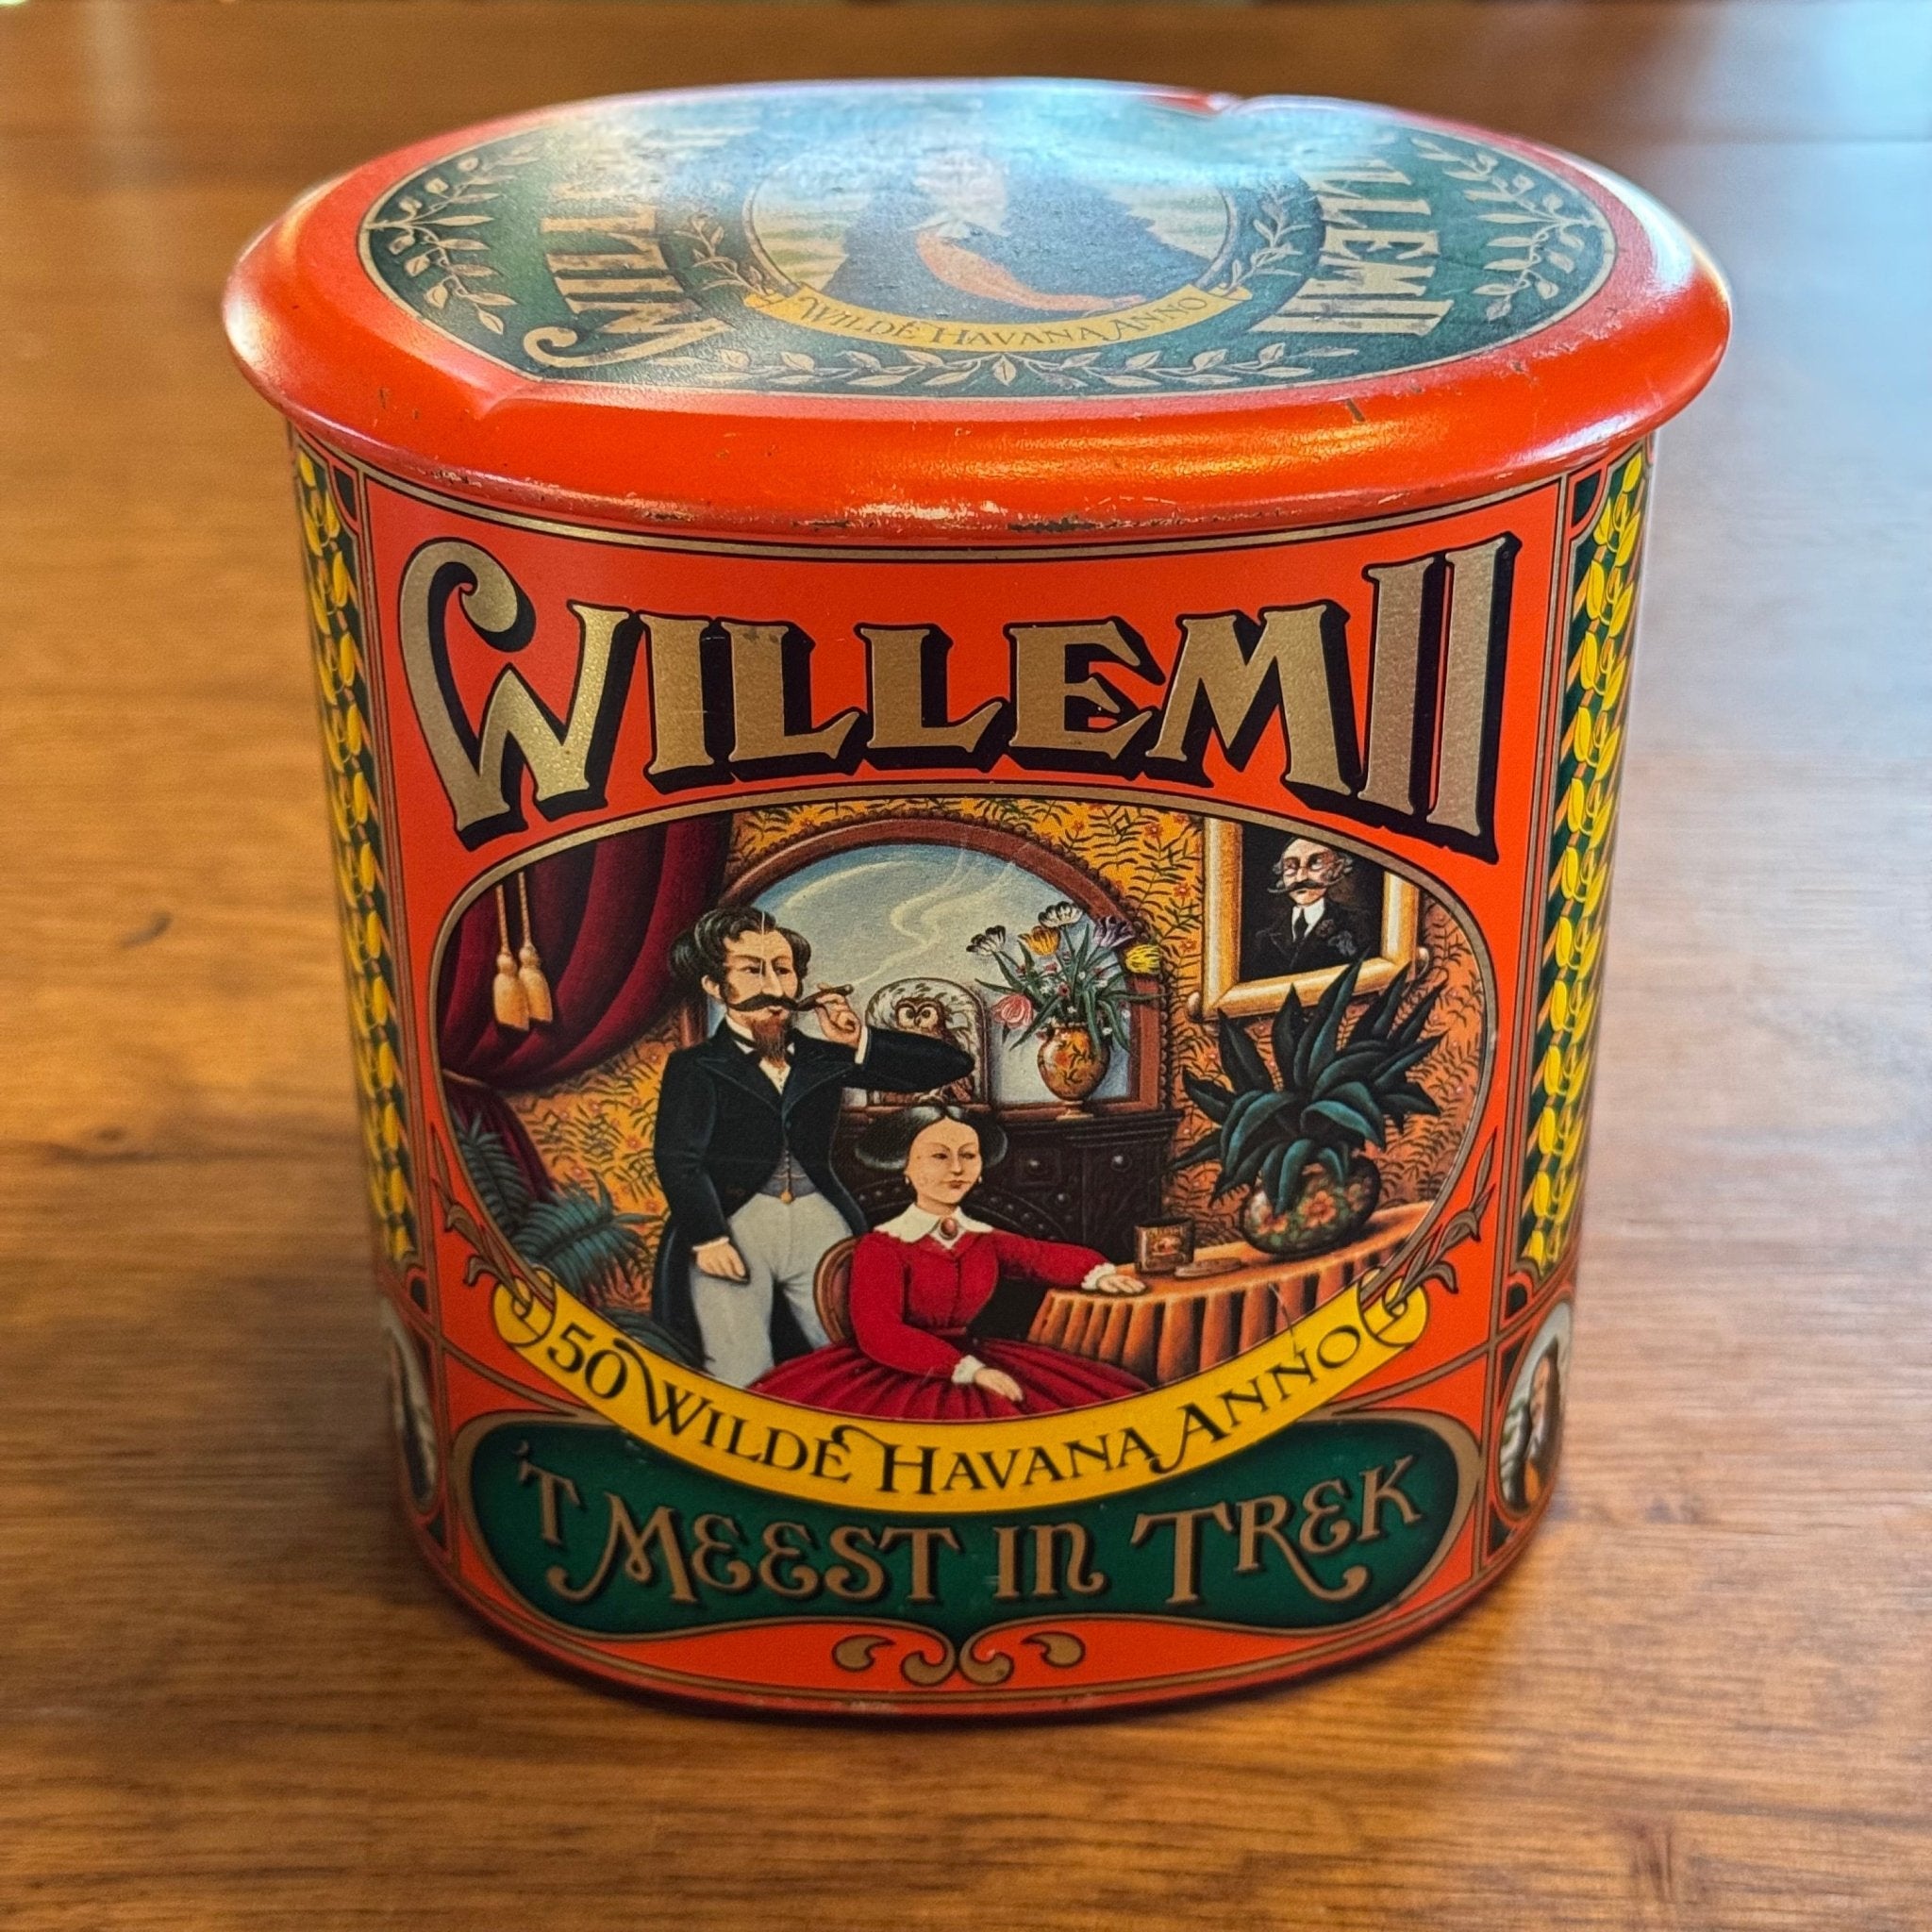 WILLEM II
WILDE HAVANA ANNO
WILLEM II
50 WILDE HAVANA ANNO
'T MEEST IN TREK